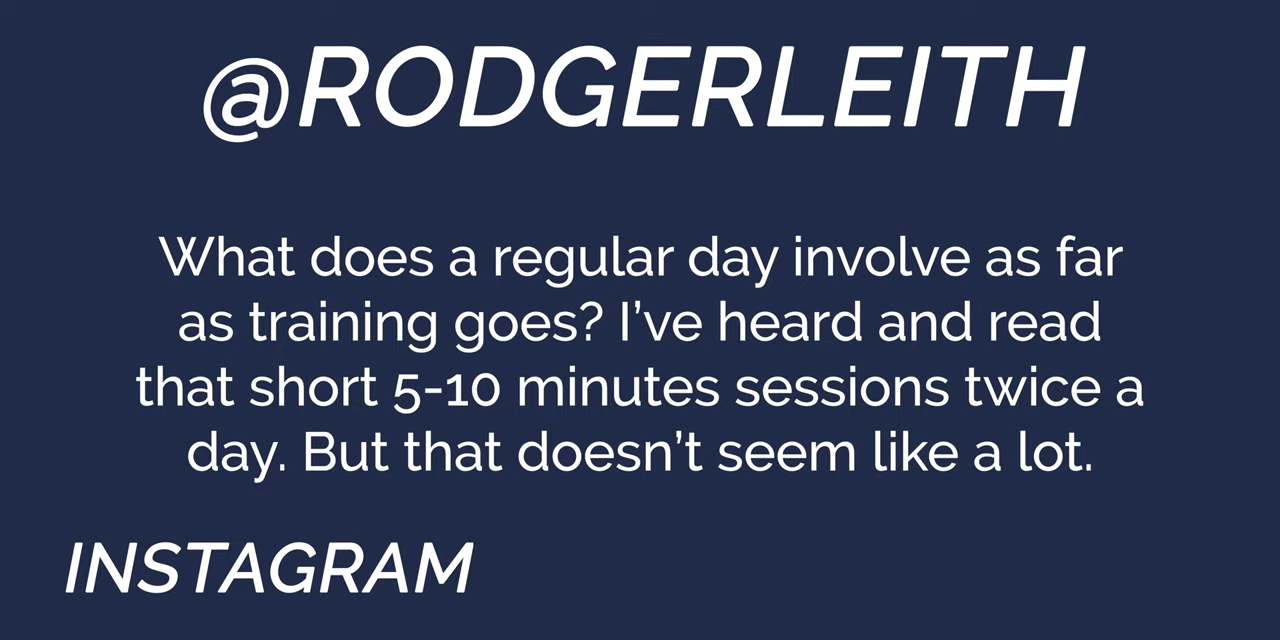 @RODGERLEITH
What does a regular day involve as far
as training goes? I’ve heard and read
that short 5-10 minutes sessions twice a
day. But that doesn’t seem like a lot.
INSTAGRAM